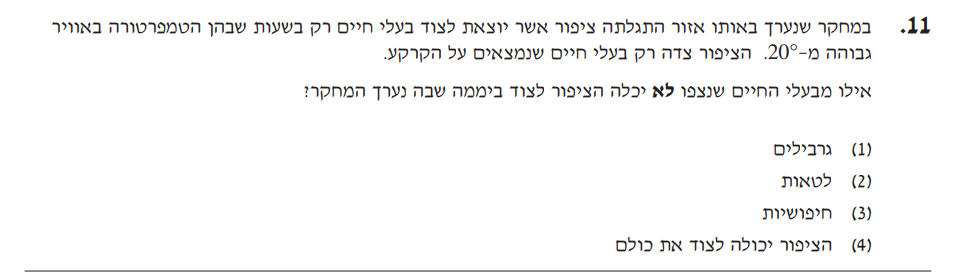 11. במחקר שנערך באותו אזור התגלתה ציפור אשר יוצאת לצוד בעלי חיים רק בשעות שבהן הטמפרטורה באוויר
גבוהה מ-20°. הציפור צדה רק בעלי חיים שנמצאים על הקרקע.
אילו מבעלי החיים שנצפו לא יכלה הציפור לצוד ביממה שבה נערך המחקר?
(1) גרבילים
(2) לטאות
(3) חיפושיות
(4) הציפור יכולה לצוד את כולם